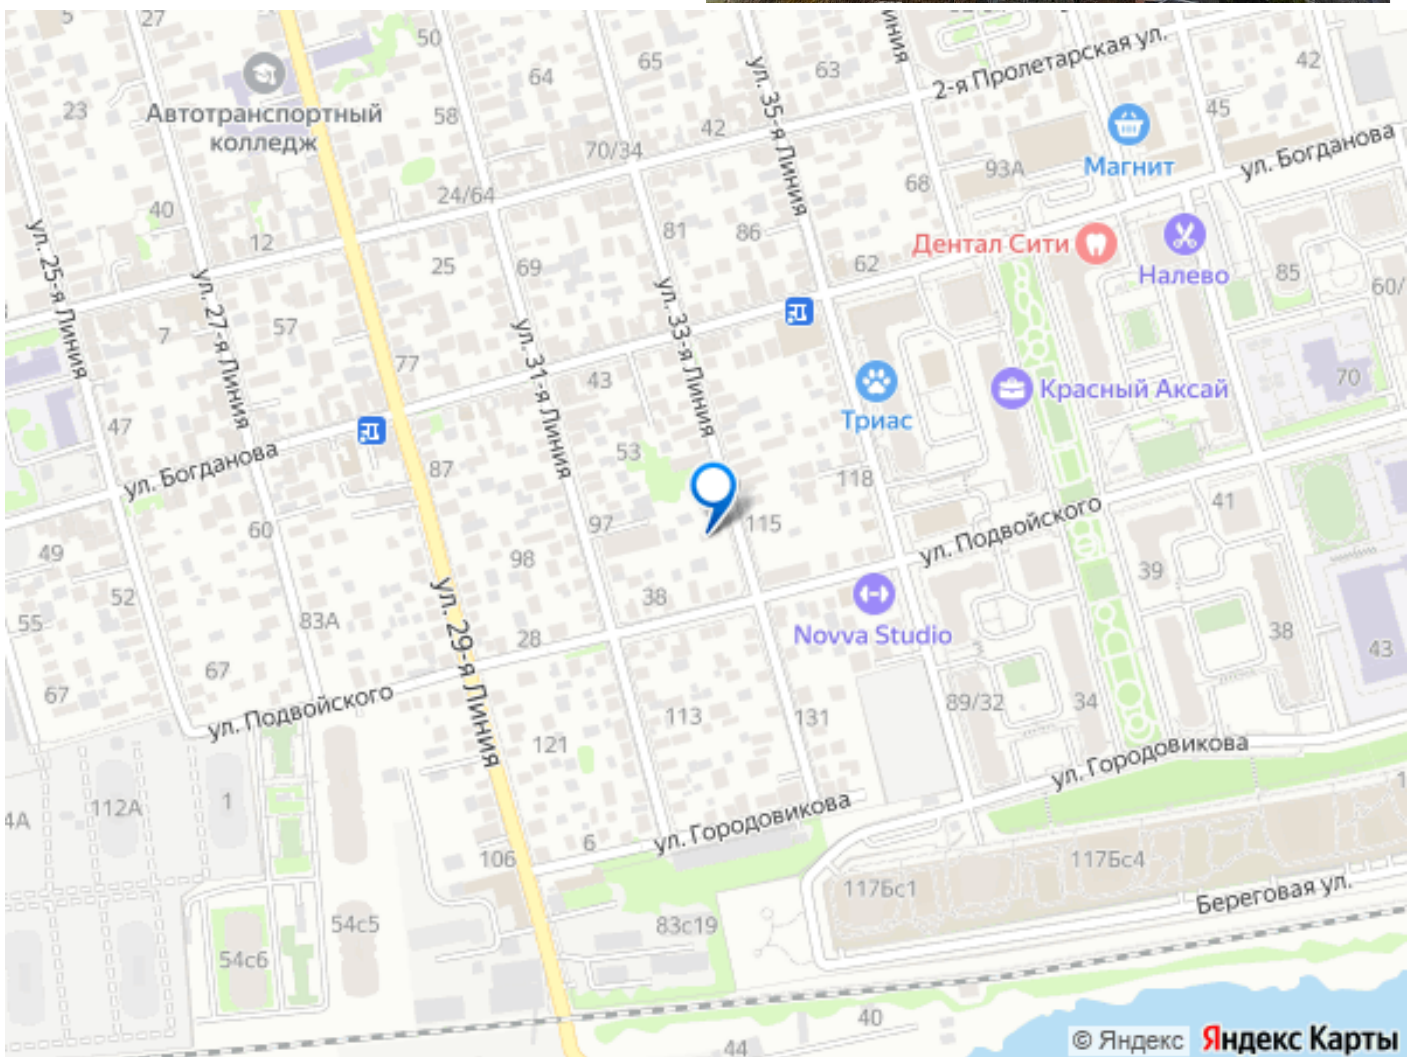 27
50
65
63
ул. 35-я Линия
иния
2-я Пролетарская ул.
42
64
23
Автотранспортный
колледж
58
42
70/34
45
Магнит
ул. Богданова
93А
68
24/64
40
12
ул. 25-я Линия
25
69
81
86
62
Дентал Сити
Налево
85
60/
ул. 27-я Линия
57
7
77
ул. 31-я Линия
43
ул. 33-я Линия
Триас
Красный Аксай
70
47
ул. Богданова
87
53
118
60
97
115
98
ул. Подвойского
41
49
52
55
83А
38
28
ул. 29-я Линия
Novva Studio
39
38
43
3
67
67
ул. Подвойского
113
131
89/32
34
121
ул. Городовикова
4А
112А
1
106
6
ул. Городовикова
117Бс1
117Бс4
1
Береговая ул.
54с5
54с6
83с19
40
44
© Яндекс Яндекс Карты